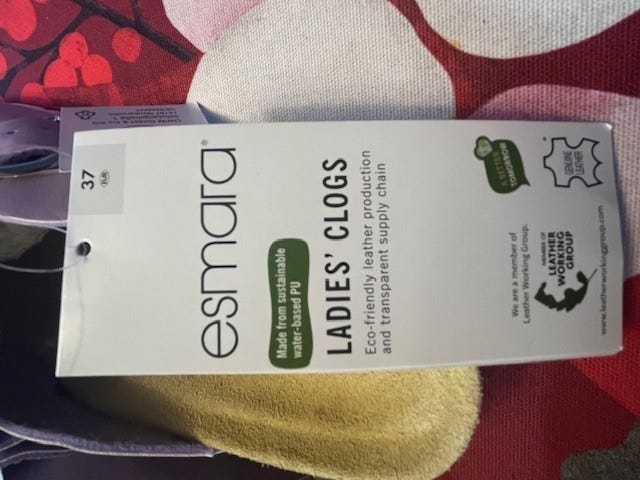 37
EUR
esmara®
Made from sustainable
water-based PU
LADIES' CLOGS
Eco-friendly leather production
and transparent supply chain
A BETTER
TOMORROW
GENUINE
LEATHER
We are a member of
Leather Working Group.
MEMBER OF
LEATHER
WORKING
GROUP
www.leatherworkinggroup.com